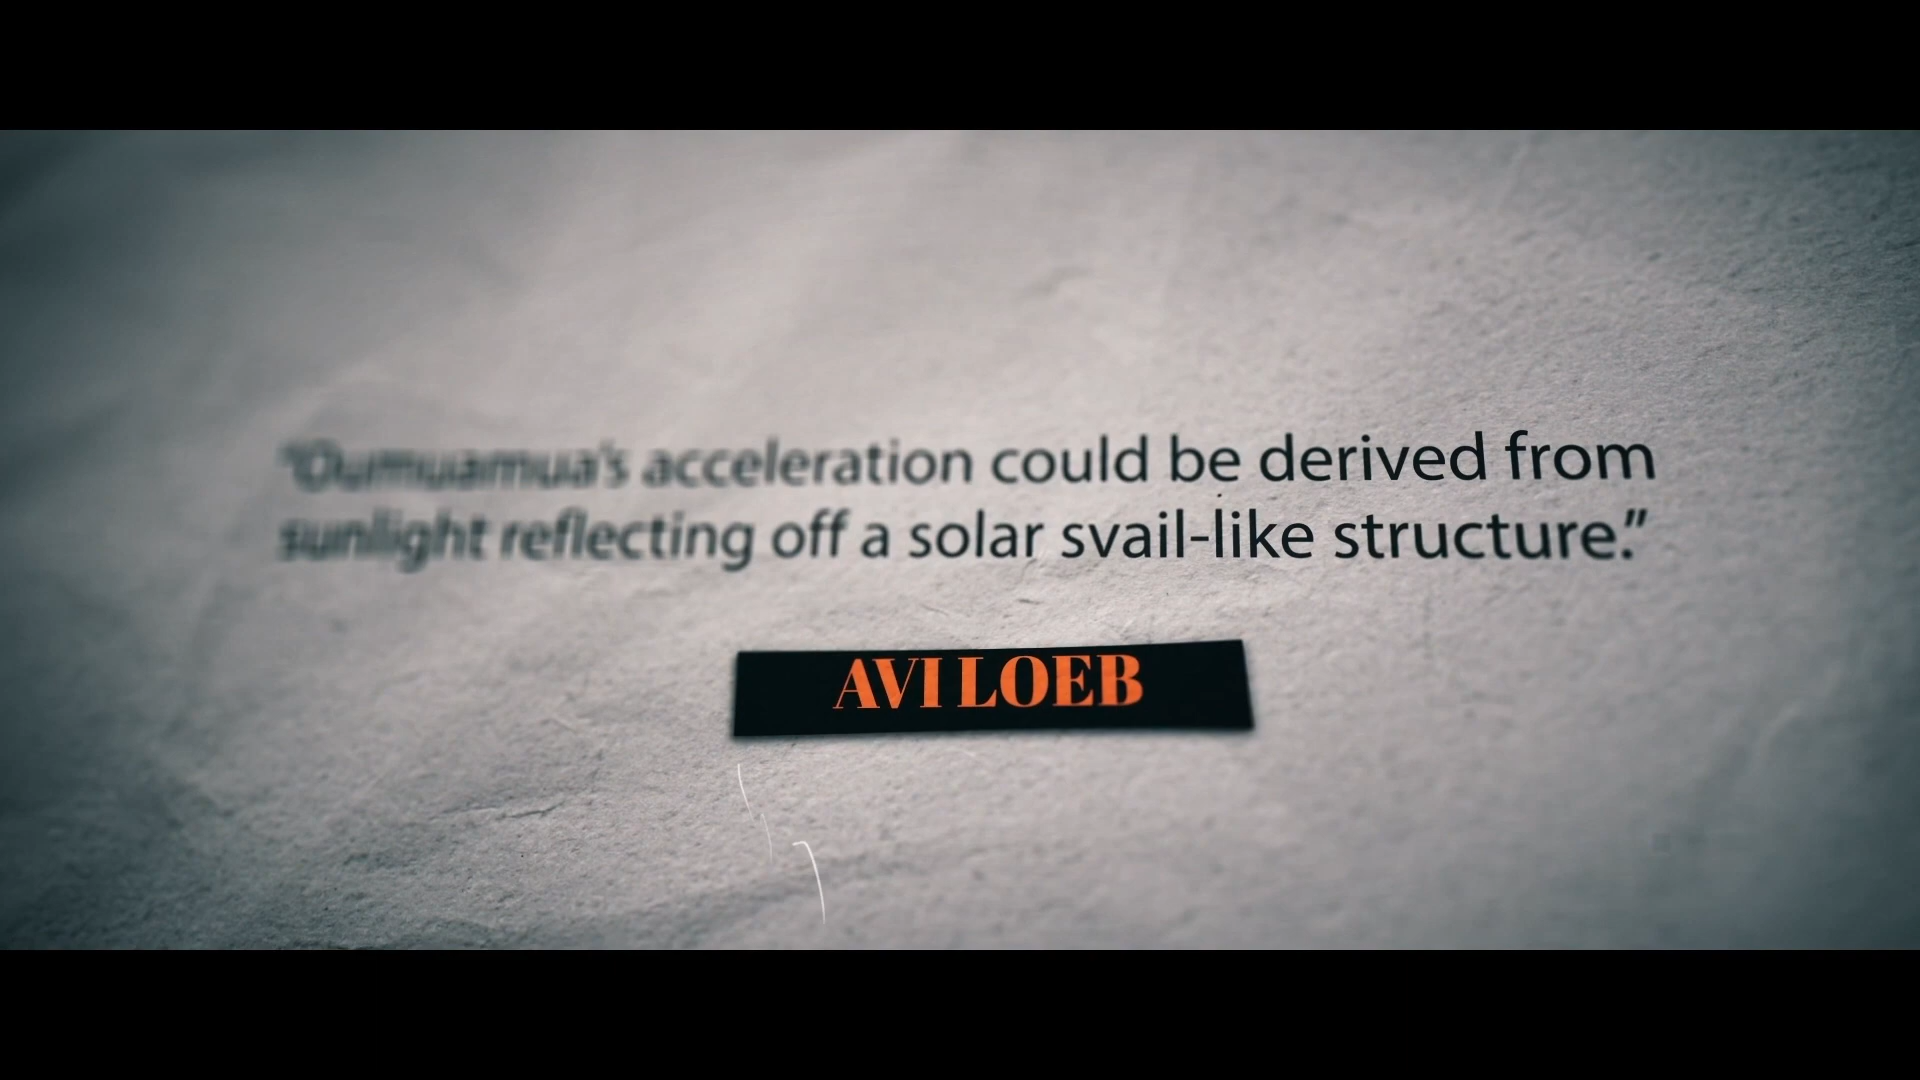 "Oumuamua's acceleration could be derived from
sunlight reflecting off a solar svail-like structure."
AVI LOEB